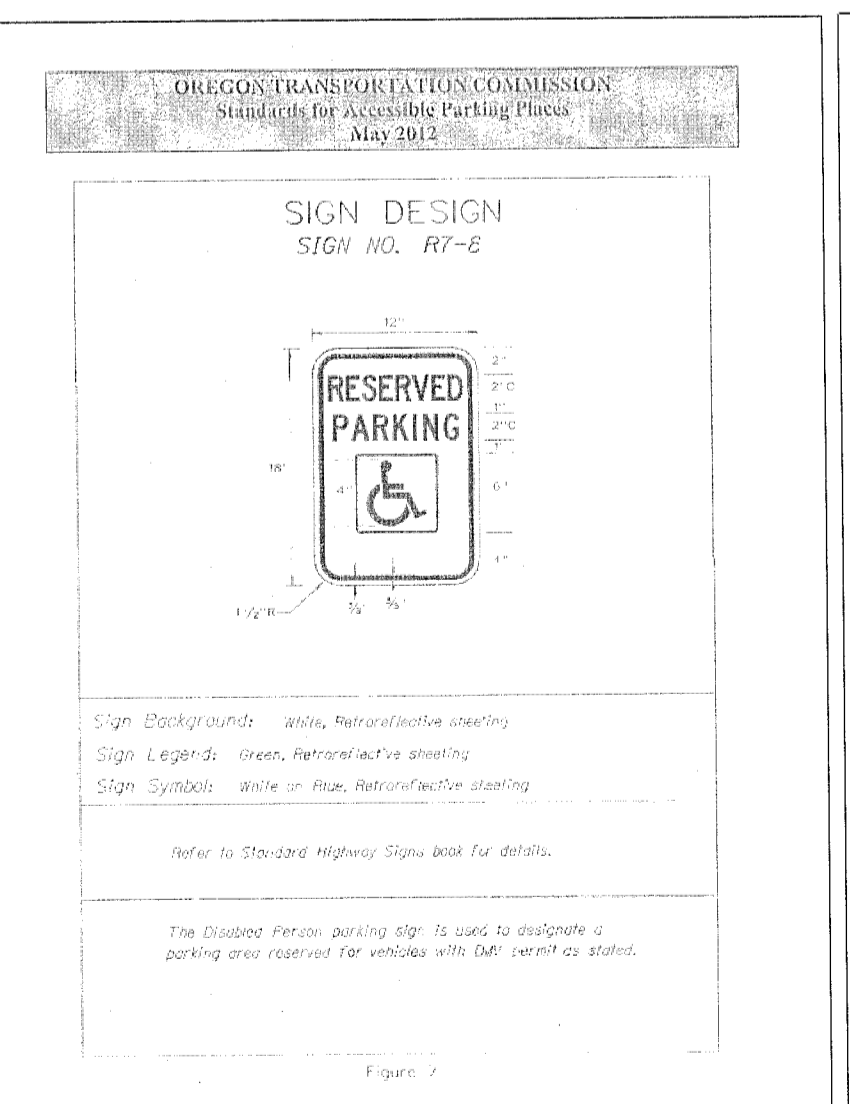 OREGON TRANSPORTATION COMMISSION
Standards for Accessible Parking Places
May 2012
SIGN DESIGN
SIGN NO. R7-8
12"
2"
RESERVED
2"C
1"
PARKING
2"C
1"
18"
4"
6"
4"
1 1/2"R
3/8"
Sign Background: White, Retroreflective sheeting
Sign Legend: Green, Retroreflective sheeting
Sign Symbol: White on Blue, Retroreflective sheeting
Refer to Standard Highway Signs book for details.
The Disabled Person parking sign is used to designate a
parking area reserved for vehicles with DMV permit as stated.
Figure